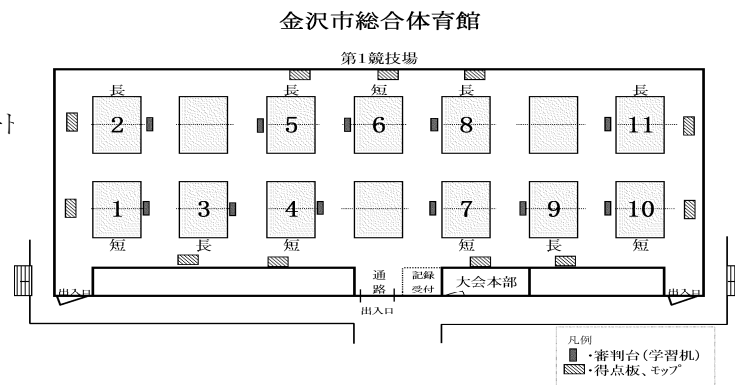 金沢市総合体育館
第1競技場
長 長 短 長 長
ート
2 5 6 8 11
1 3 4 7 9 10
短 長 短 短 長 短
通路
記録受付
大会本部
出入口
出入口
出入口
凡例
・審判台(学習机)
・得点板、モップ